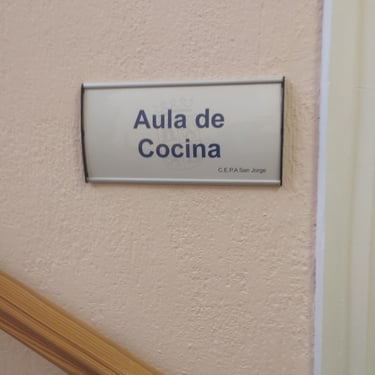 Aula de
Cocina
C.E.P.A San Jorge